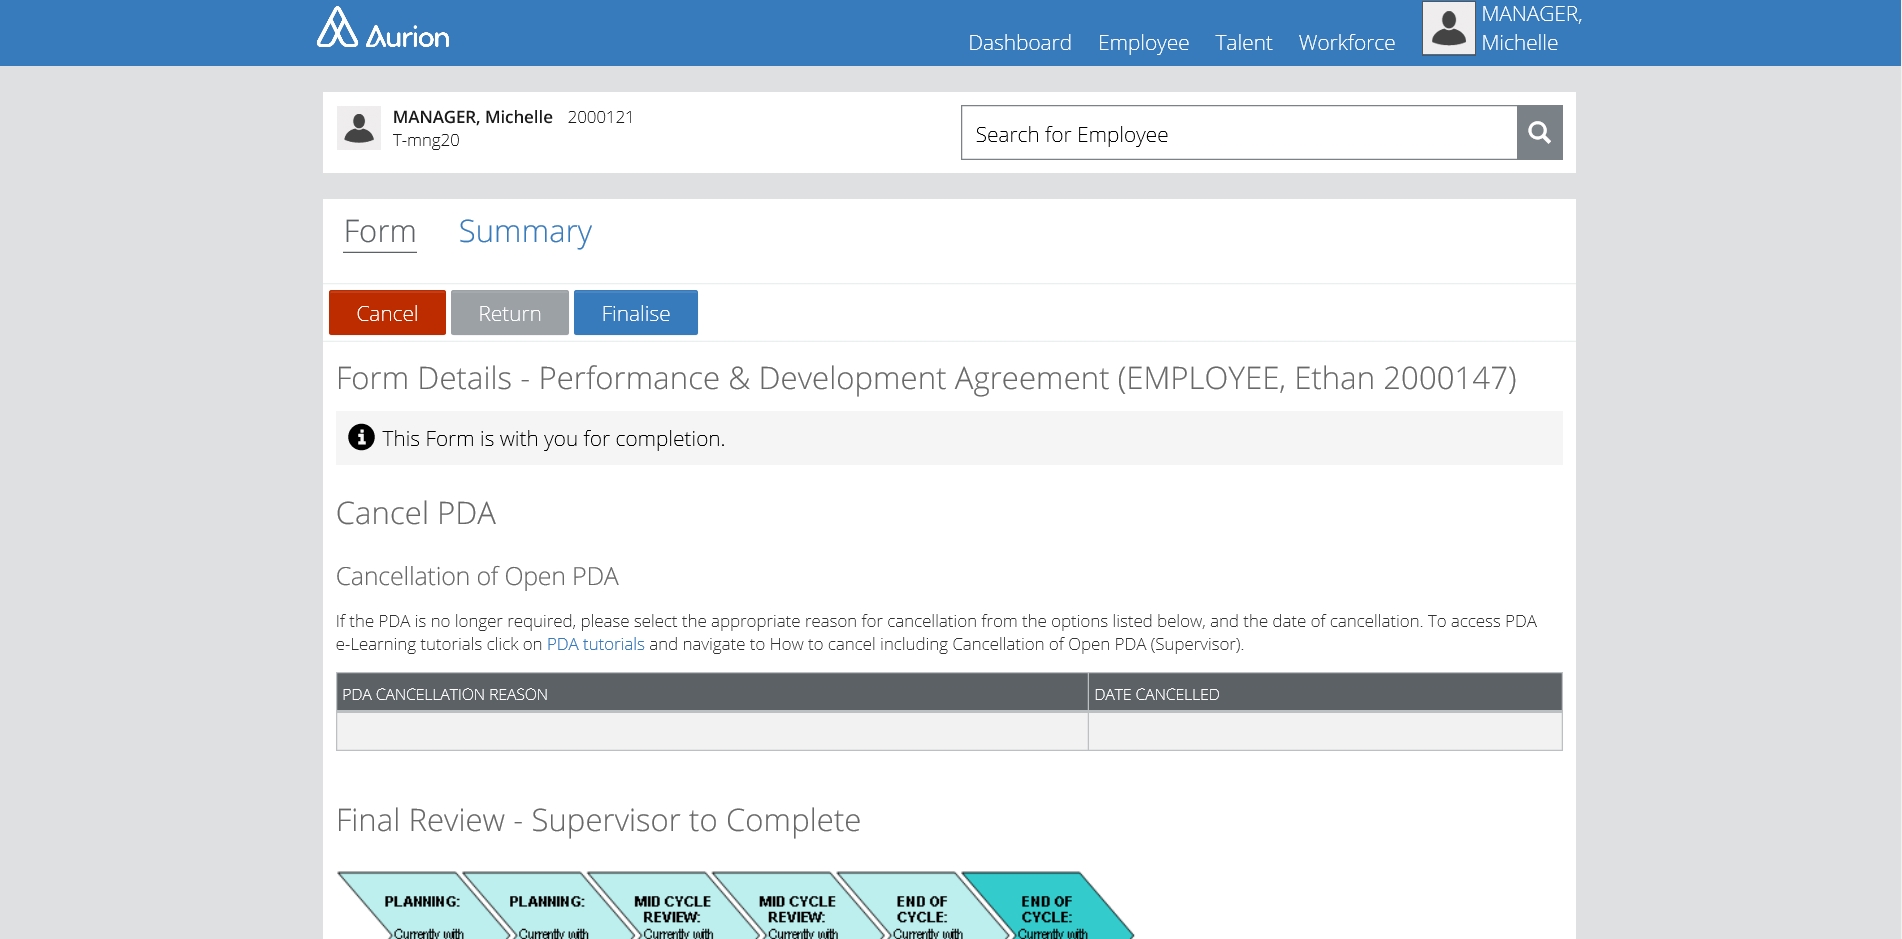 Aurion
Dashboard Employee Talent Workforce MANAGER, Michelle
MANAGER, Michelle 2000121
T-mng20
Search for Employee
Form Summary
Cancel Return Finalise
Form Details - Performance & Development Agreement (EMPLOYEE, Ethan 2000147)
This Form is with you for completion.
Cancel PDA
Cancellation of Open PDA
If the PDA is no longer required, please select the appropriate reason for cancellation from the options listed below, and the date of cancellation. To access PDA
e-Learning tutorials click on PDA tutorials and navigate to How to cancel including Cancellation of Open PDA (Supervisor).
PDA CANCELLATION REASON DATE CANCELLED
Final Review - Supervisor to Complete
PLANNING:
Currently with
PLANNING:
Currently with
MID CYCLE
REVIEW:
Currently with
MID CYCLE
REVIEW:
Currently with
END OF
CYCLE:
Currently with
END OF
CYCLE:
Currently with